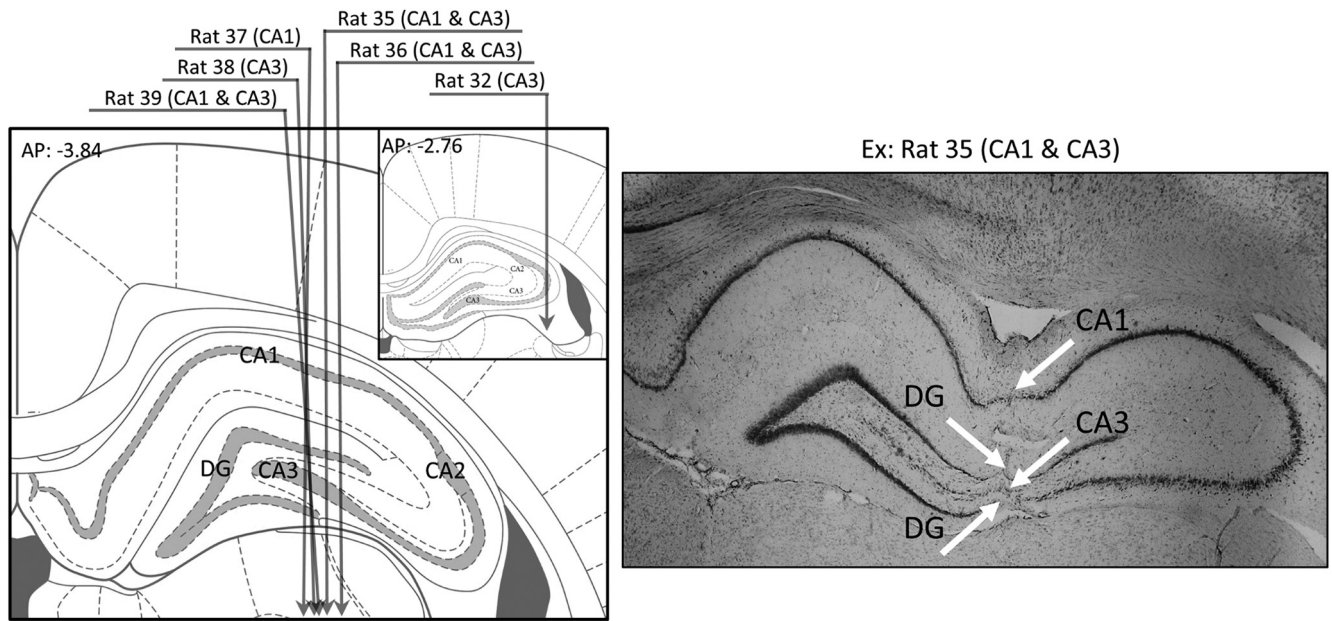 Rat 35 (CA1 & CA3)
Rat 37 (CA1)
Rat 36 (CA1 & CA3)
Rat 38 (CA3)
Rat 32 (CA3)
Rat 39 (CA1 & CA3)
AP: -3.84
AP: -2.76
CA1
CA2
CA3
CA3
CA1
DG
CA3
CA2
Ex: Rat 35 (CA1 & CA3)
CA1
DG
CA3
DG